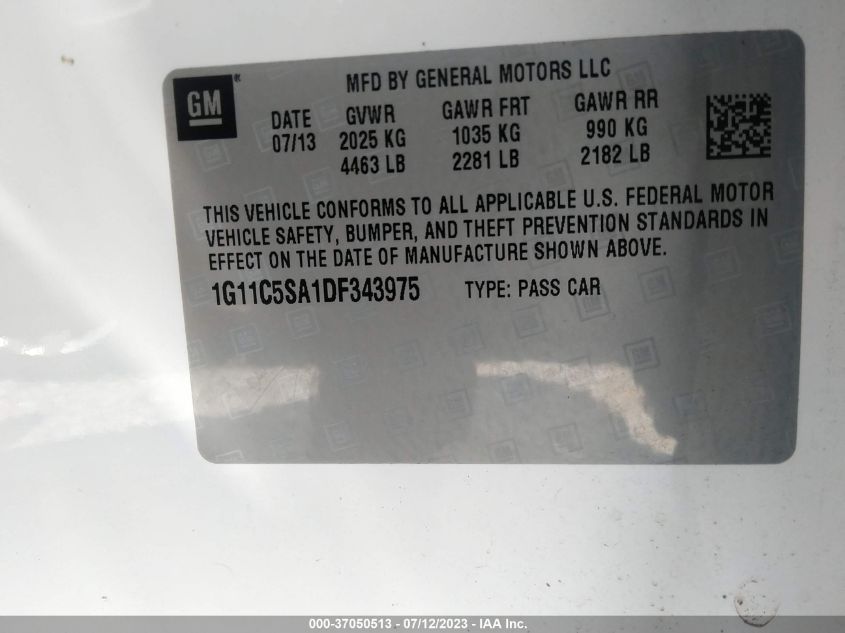 GM
MFD BY GENERAL MOTORS LLC
DATE GVWR GAWR FRT GAWR RR
07/13 2025 KG 1035 KG 990 KG
4463 LB 2281 LB 2182 LB
THIS VEHICLE CONFORMS TO ALL APPLICABLE U.S. FEDERAL MOTOR
VEHICLE SAFETY, BUMPER, AND THEFT PREVENTION STANDARDS IN
EFFECT ON THE DATE OF MANUFACTURE SHOWN ABOVE.
1G11C5SA1DF343975 TYPE: PASS CAR
000-37050513 - 07/12/2023 - IAA Inc.